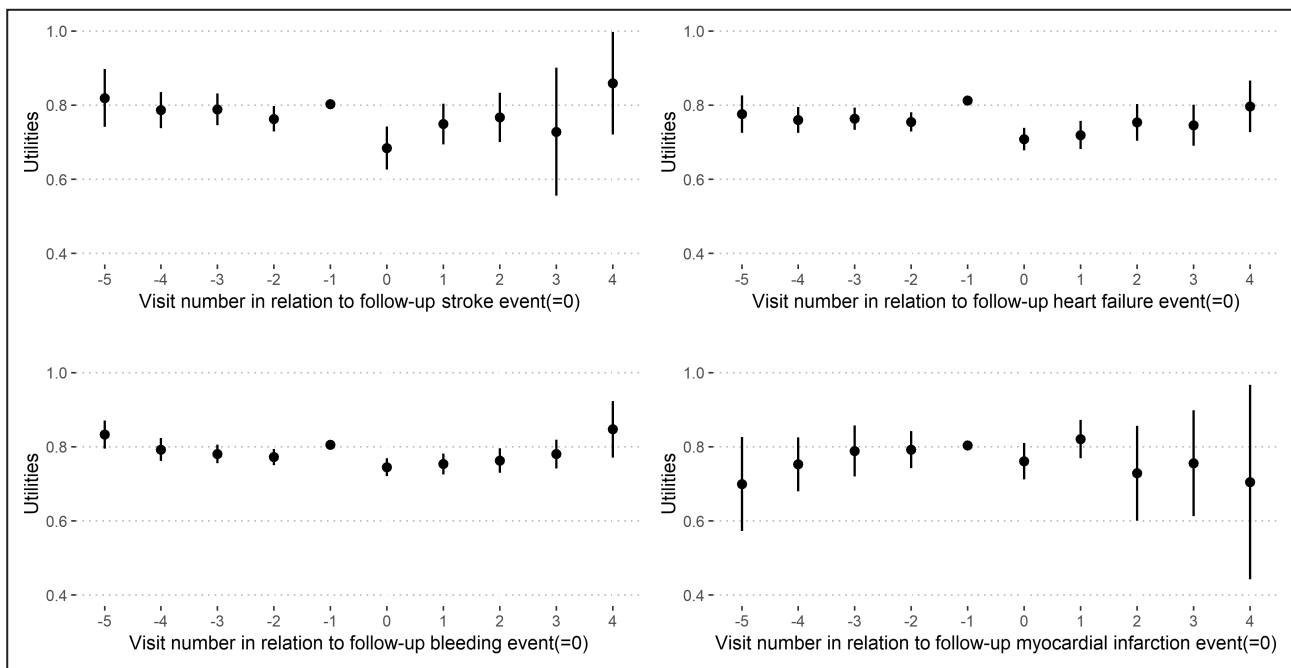 1.0
0.8
0.6
0.4
Utilities
-5 -4 -3 -2 -1 0 1 2 3 4
Visit number in relation to follow-up stroke event(=0)
1.0
0.8
0.6
0.4
Utilities
-5 -4 -3 -2 -1 0 1 2 3 4
Visit number in relation to follow-up heart failure event(=0)
1.0
0.8
0.6
0.4
Utilities
-5 -4 -3 -2 -1 0 1 2 3 4
Visit number in relation to follow-up bleeding event(=0)
1.0
0.8
0.6
0.4
Utilities
-5 -4 -3 -2 -1 0 1 2 3 4
Visit number in relation to follow-up myocardial infarction event(=0)